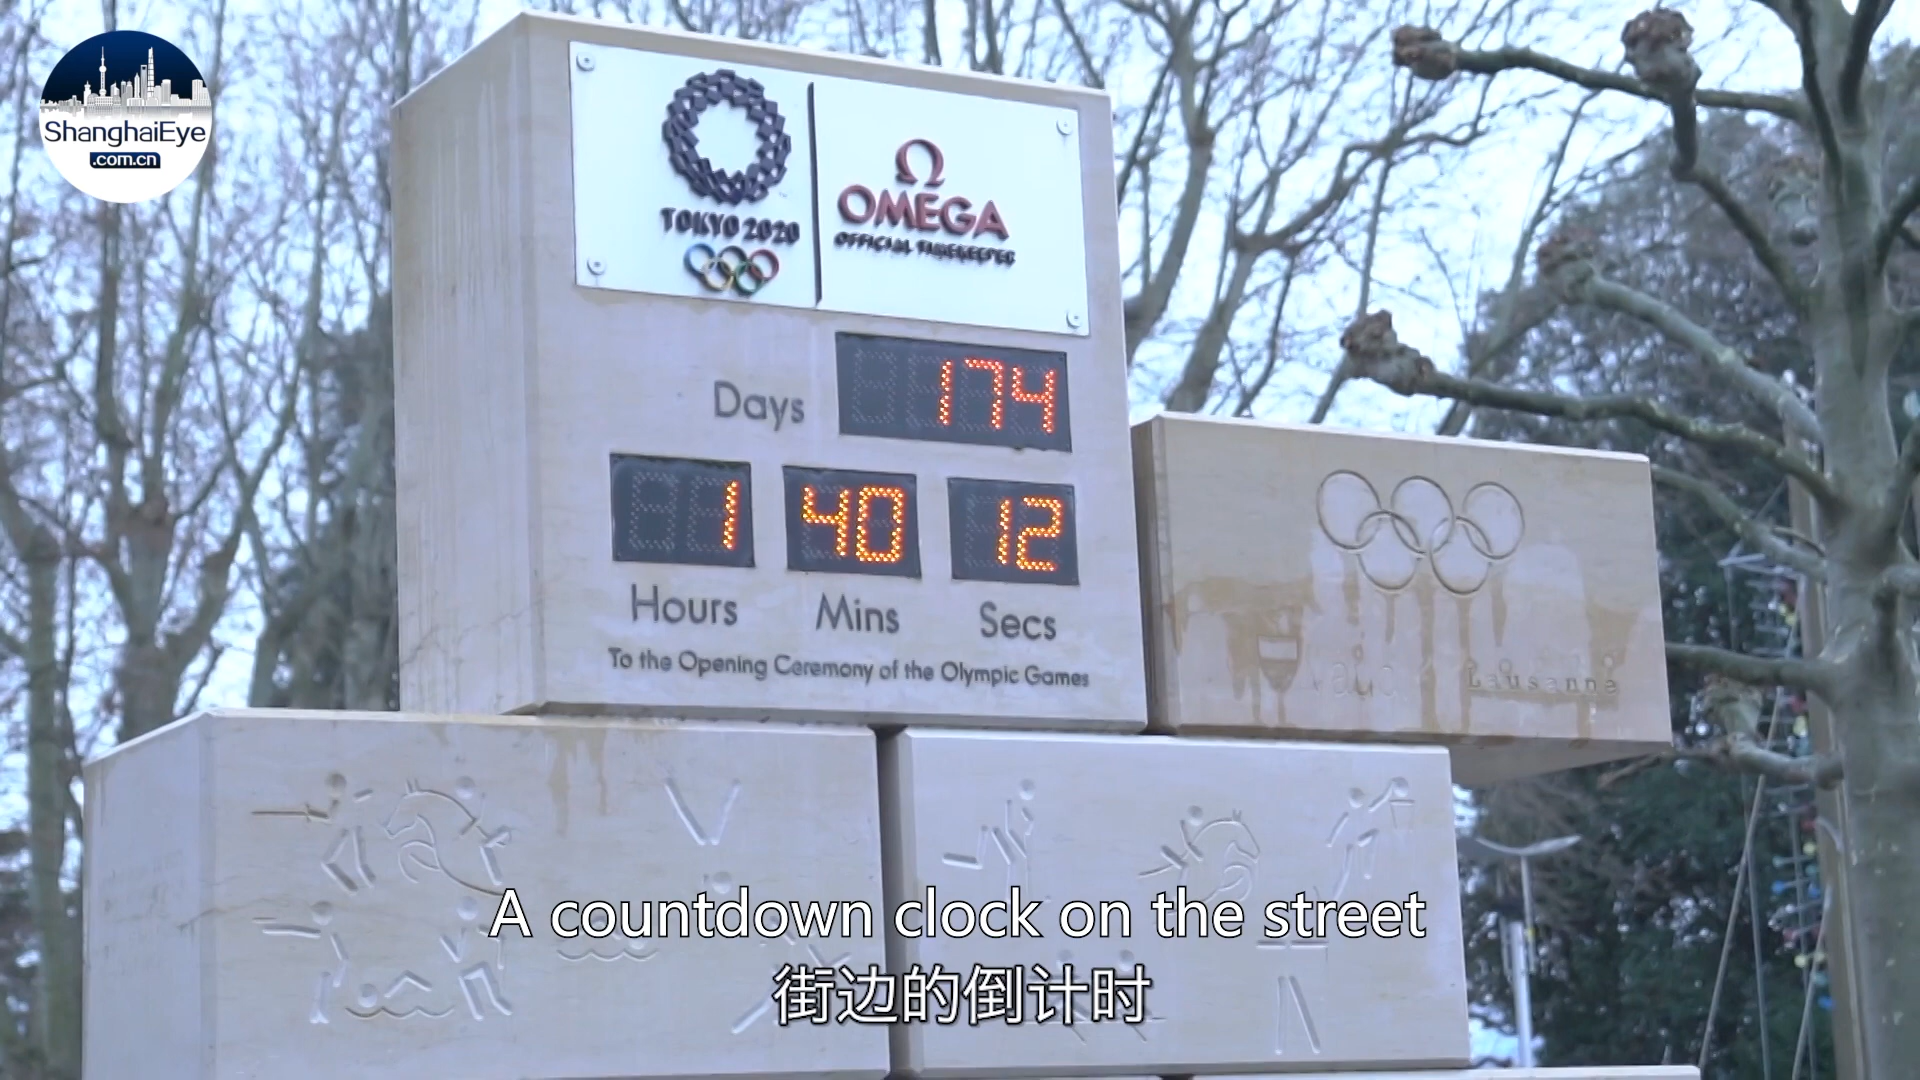 ShanghaiEye
.com.cn
TOKYO 2020
Ω
OMEGA
OFFICIAL TIMEKEEPER
Days
174
1
40
12
Hours
Mins
Secs
To the Opening Ceremony of the Olympic Games
vaud
Lausanne
A countdown clock on the street
街边的倒计时